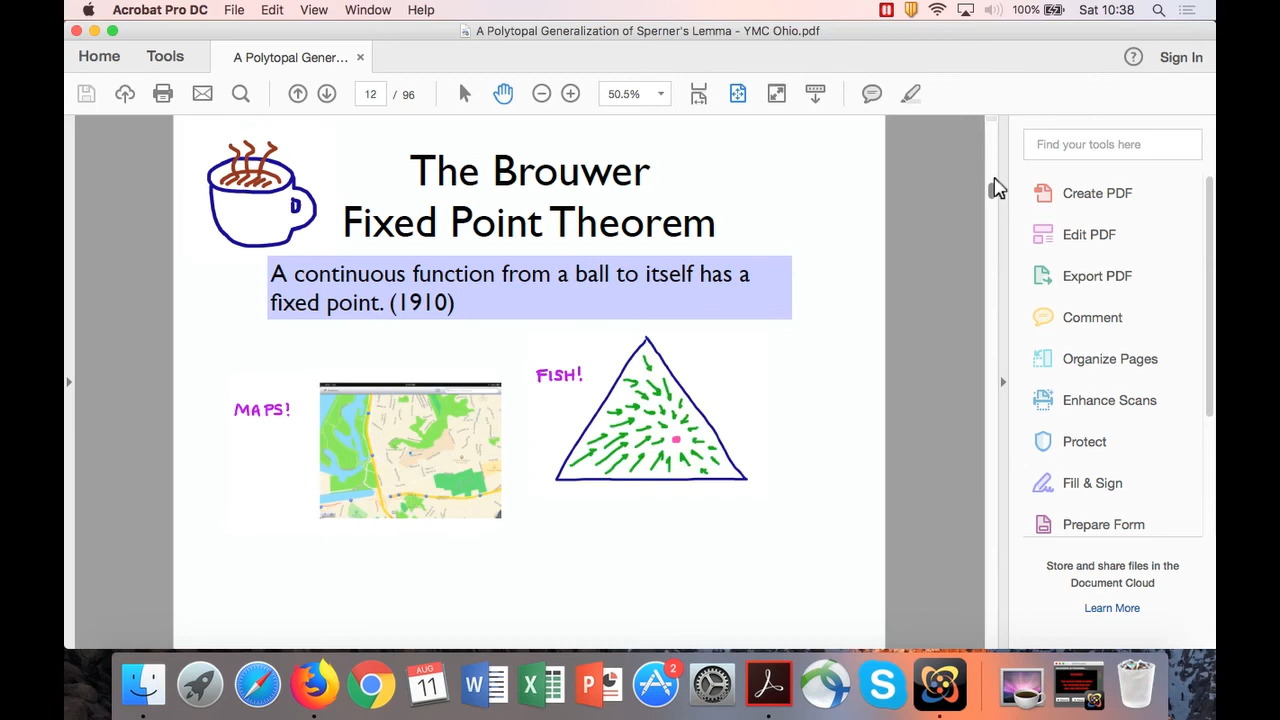 Acrobat Pro DC File Edit View Window Help 100% Sat 10:38
A Polytopal Generalization of Sperner's Lemma - YMC Ohio.pdf
Home Tools A Polytopal Gener... × ? Sign In
12 / 96 50.5%
The Brouwer
Fixed Point Theorem
A continuous function from a ball to itself has a
fixed point. (1910)
MAPS!
FISH!
Find your tools here
Create PDF
Edit PDF
Export PDF
Comment
Organize Pages
Enhance Scans
Protect
Fill & Sign
Prepare Form
Store and share files in the
Document Cloud
Learn More
AUG
11
W
X
P
2
S